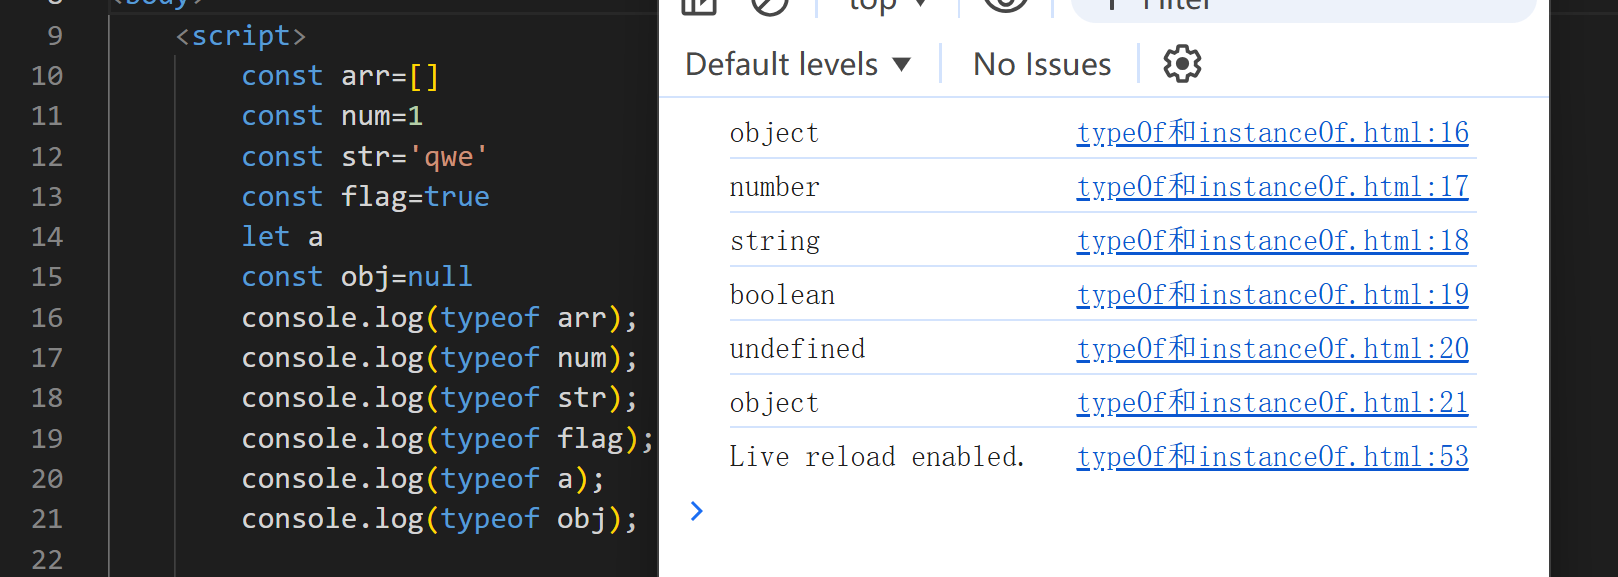 <body>
9 <script>
10 const arr=[]
11 const num=1
12 const str='qwe'
13 const flag=true
14 let a
15 const obj=null
16 console.log(typeof arr);
17 console.log(typeof num);
18 console.log(typeof str);
19 console.log(typeof flag);
20 console.log(typeof a);
21 console.log(typeof obj);
22
top ▼ Filter
Default levels ▼ No Issues
object typeOf和instanceOf.html:16
number typeOf和instanceOf.html:17
string typeOf和instanceOf.html:18
boolean typeOf和instanceOf.html:19
undefined typeOf和instanceOf.html:20
object typeOf和instanceOf.html:21
Live reload enabled. typeOf和instanceOf.html:53
>